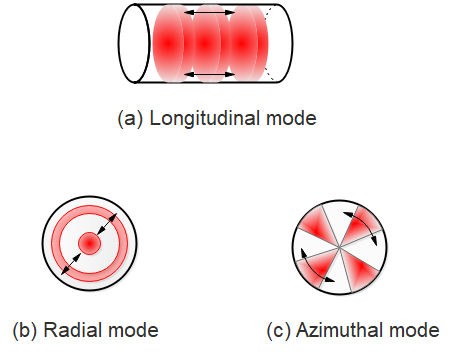 (a) Longitudinal mode
(b) Radial mode
(c) Azimuthal mode